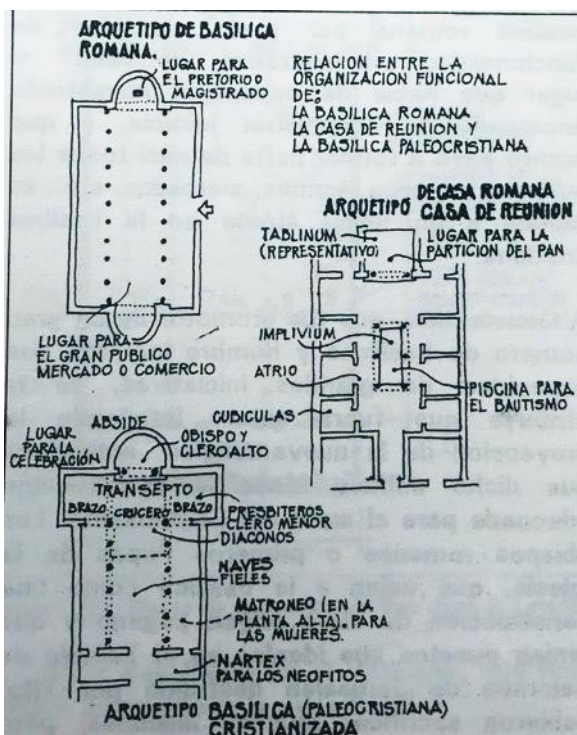 ARQUETIPO DE BASILICA
ROMANA.
LUGAR PARA
EL PRETORIO O
MAGISTRADO
LUGAR PARA
EL GRAN PUBLICO
MERCADO O COMERCIO
RELACION ENTRE LA
ORGANIZACION FUNCIONAL
DE:
LA BASILICA ROMANA
LA CASA DE REUNION
LA BASILICA PALEOCRISTIANA
ARQUETIPO DE CASA ROMANA
CASA DE REUNION
TABLINUM
(REPRESENTATIVO)
LUGAR PARA LA
PARTICION DEL PAN
IMPLUVIUM
ATRIO
PISCINA PARA
EL BAUTISMO
CUBICULAS
ABSIDE
LUGAR
PARA LA
CELEBRACIÓN
OBISPO Y
CLERO ALTO
TRANSEPTO
BRAZO CRUCERO BRAZO
PRESBITEROS
CLERO MENOR
DIACONOS
NAVES
FIELES
MATRONEO (EN LA
PLANTA ALTA) PARA
LAS MUJERES.
NARTEX
PARA LOS NEOFITOS
ARQUETIPO BASILICA (PALEOCRISTIANA)
CRISTIANIZADA